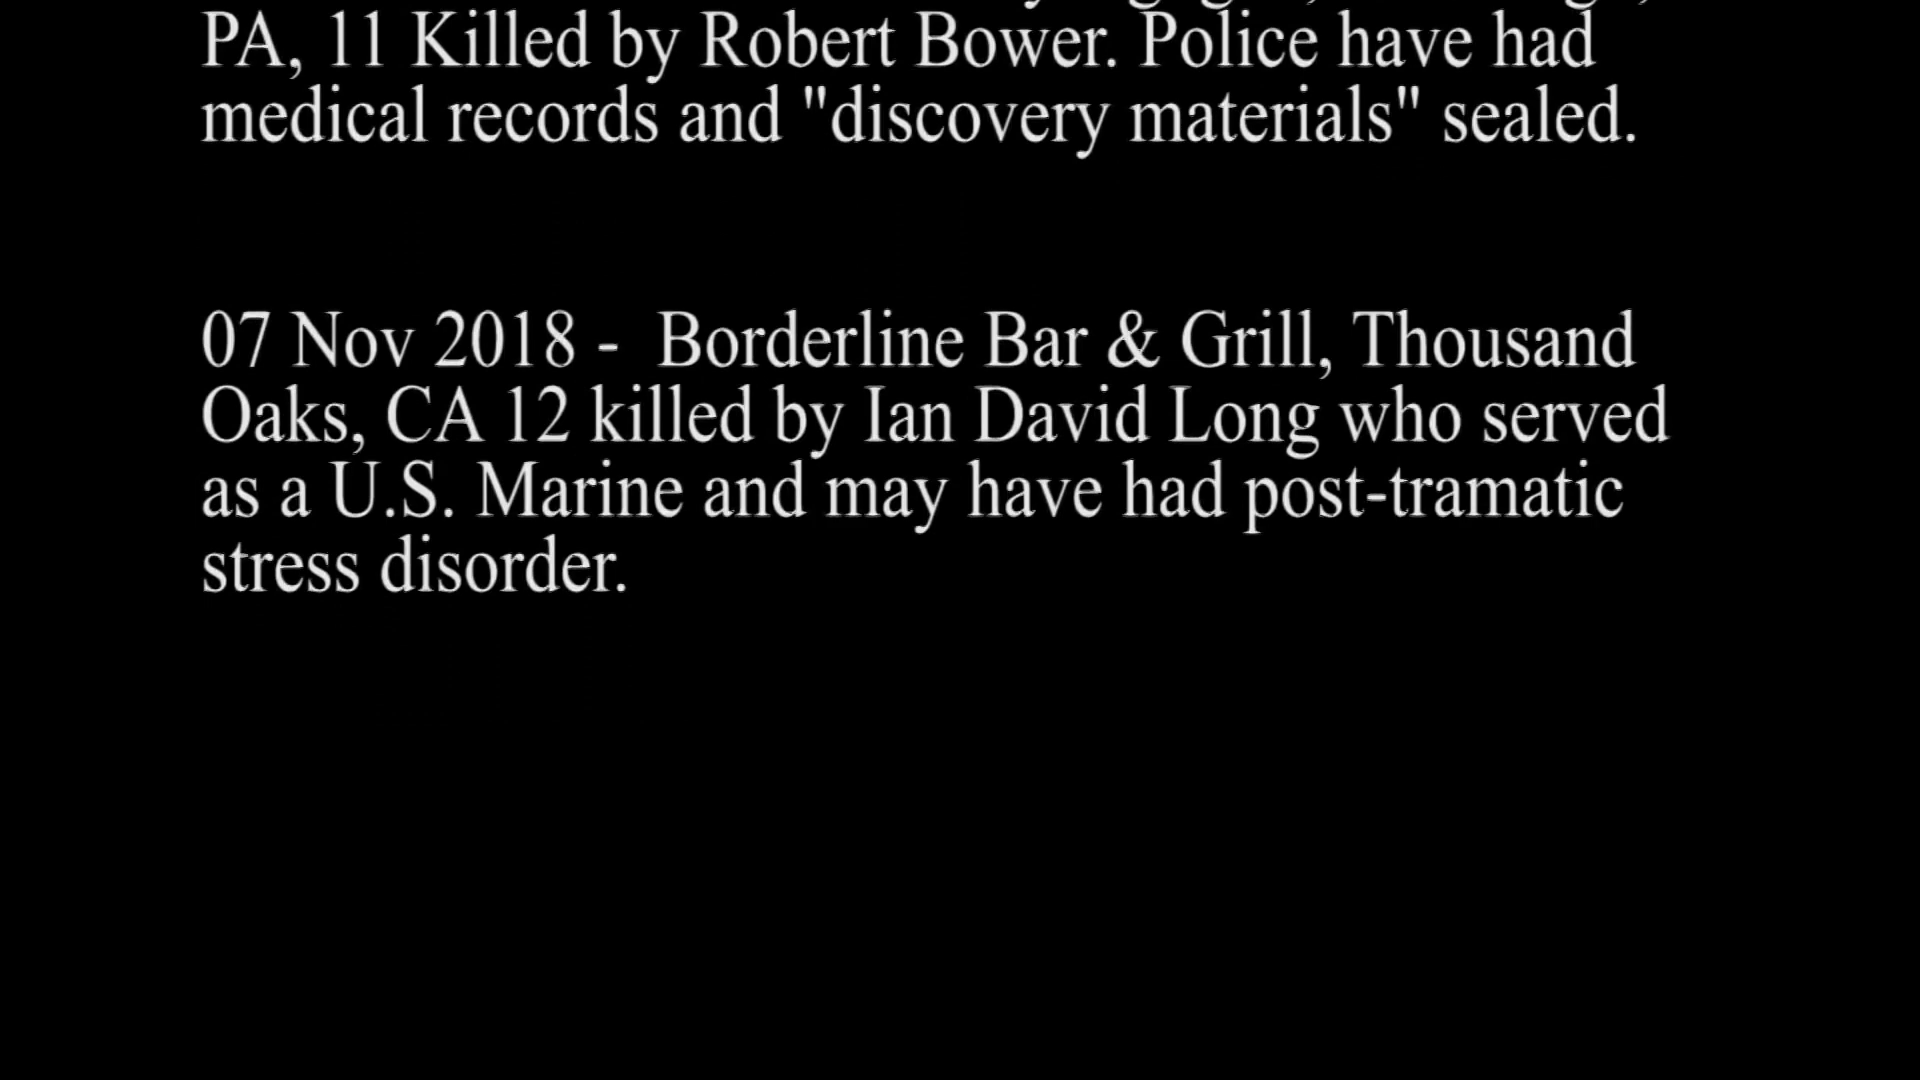 PA, 11 Killed by Robert Bower. Police have had
medical records and "discovery materials" sealed.
07 Nov 2018 -  Borderline Bar & Grill, Thousand
Oaks, CA 12 killed by Ian David Long who served
as a U.S. Marine and may have had post-tramatic
stress disorder.